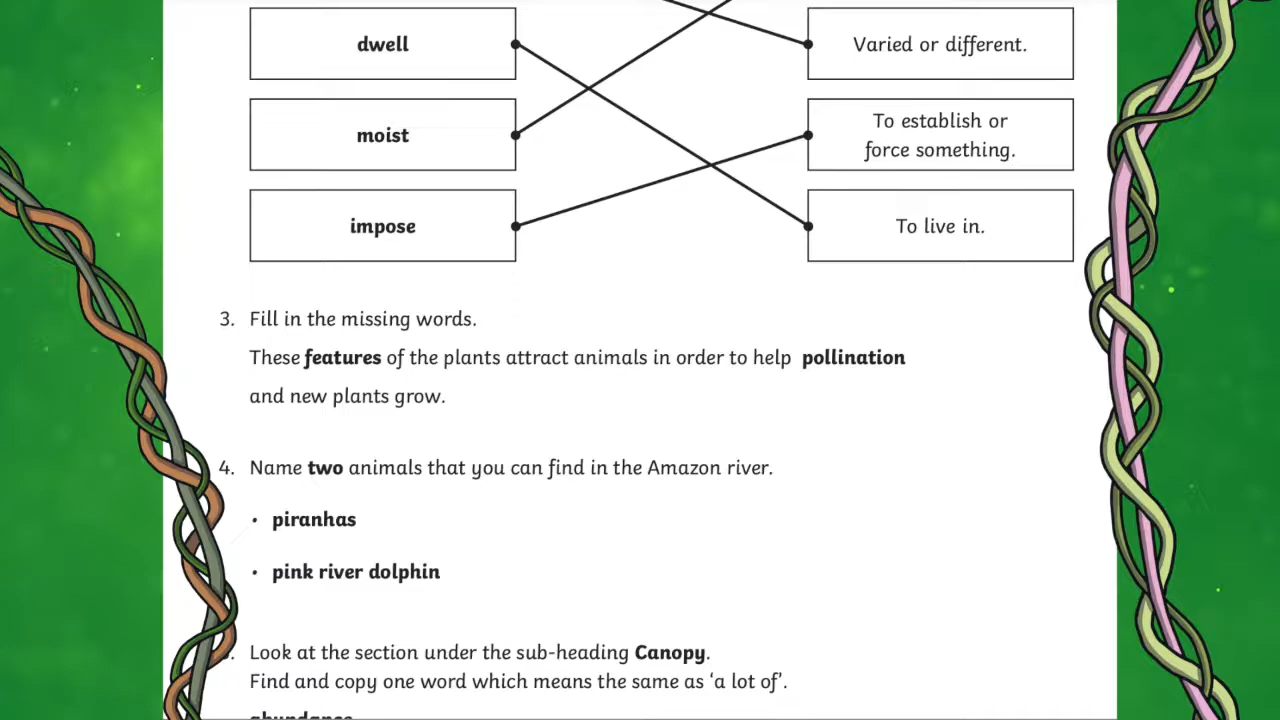 dwell
Varied or different.
moist
To establish or
force something.
impose
To live in.
3. Fill in the missing words.
These features of the plants attract animals in order to help pollination
and new plants grow.
4. Name two animals that you can find in the Amazon river.
• piranhas
• pink river dolphin
Look at the section under the sub-heading Canopy.
Find and copy one word which means the same as ‘a lot of’.
abundance